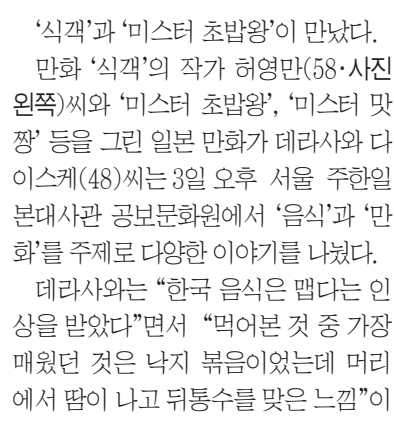 ‘식객’과 ‘미스터 초밥왕’이 만났다.
만화 ‘식객’의 작가 허영만(58·사진
왼쪽)씨와 ‘미스터 초밥왕’, ‘미스터 맛
짱’ 등을 그린 일본 만화가 데라사와 다
이스케(48)씨는 3일 오후 서울 주한일
본대사관 공보문화원에서 ‘음식’과 ‘만
화’를 주제로 다양한 이야기를 나눴다.
데라사와는 “한국 음식은 맵다는 인
상을 받았다”면서 “먹어본 것 중 가장
매웠던 것은 낙지 볶음이었는데 머리
에서 땀이 나고 뒤통수를 맞은 느낌”이